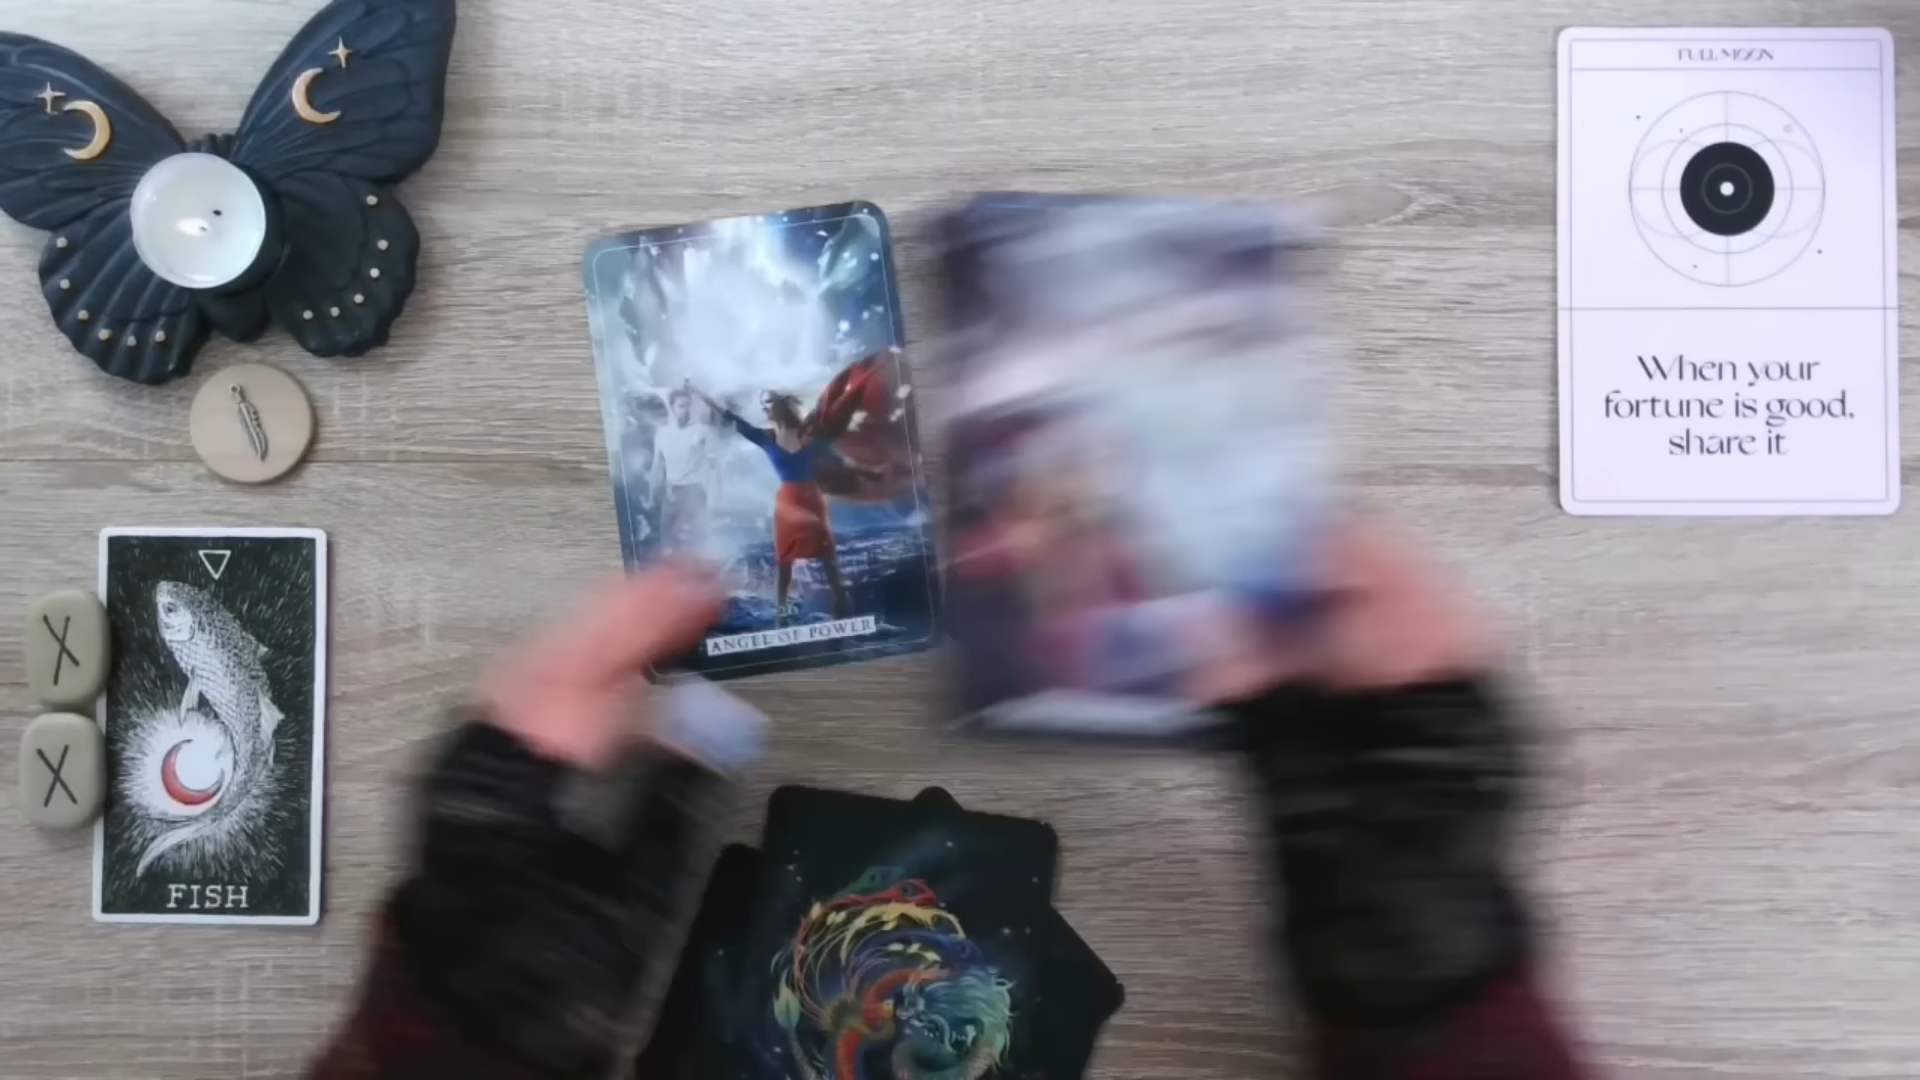 FULL MOON
When your
fortune is good,
share it
ANGEL OF POWER
X
X
FISH